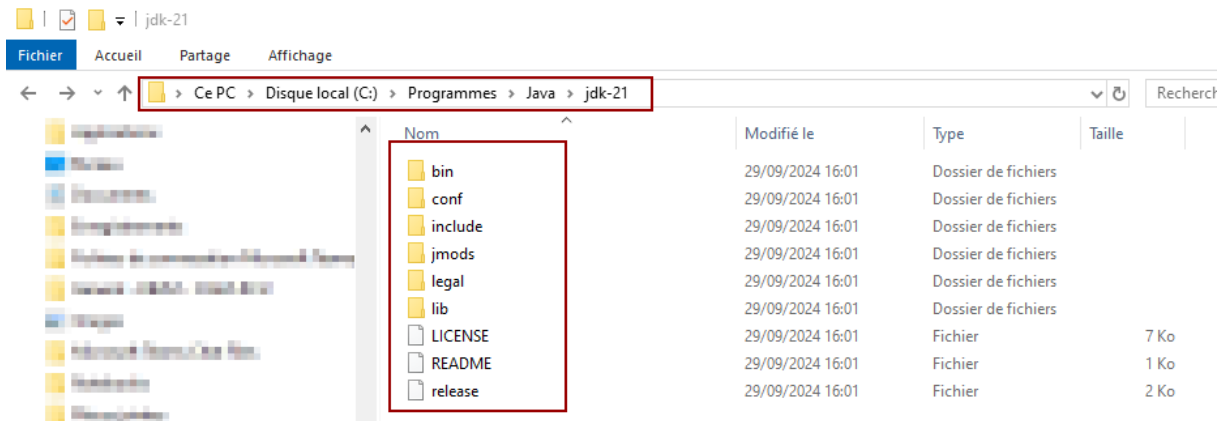 jdk-21
Fichier Accueil Partage Affichage
Ce PC > Disque local (C:) > Programmes > Java > jdk-21
Recherch
Nom Modifié le Type Taille
bin 29/09/2024 16:01 Dossier de fichiers
conf 29/09/2024 16:01 Dossier de fichiers
include 29/09/2024 16:01 Dossier de fichiers
jmods 29/09/2024 16:01 Dossier de fichiers
legal 29/09/2024 16:01 Dossier de fichiers
lib 29/09/2024 16:01 Dossier de fichiers
LICENSE 29/09/2024 16:01 Fichier 7 Ko
README 29/09/2024 16:01 Fichier 1 Ko
release 29/09/2024 16:01 Fichier 2 Ko